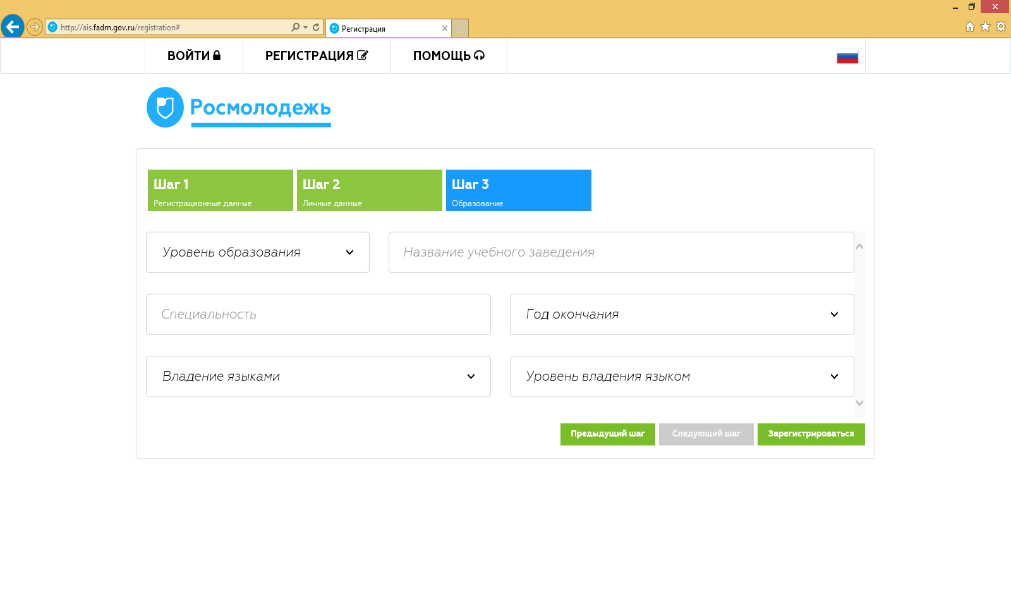 http://ais.fadm.gov.ru/registration#
Регистрация
ВОЙТИ
РЕГИСТРАЦИЯ
ПОМОЩЬ
Росмолодежь
Шаг 1
Регистрационные данные
Шаг 2
Личные данные
Шаг 3
Образование
Уровень образования
Название учебного заведения
Специальность
Год окончания
Владение языками
Уровень владения языком
Предыдущий шаг
Следующий шаг
Зарегистрироваться